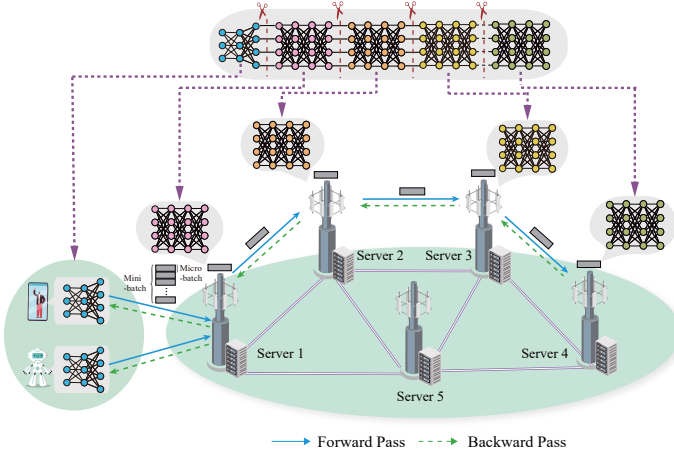 Server 2
Server 3
Mini
-batch
Micro
-batch
Server 1
Server 4
Server 5
Forward Pass
Backward Pass